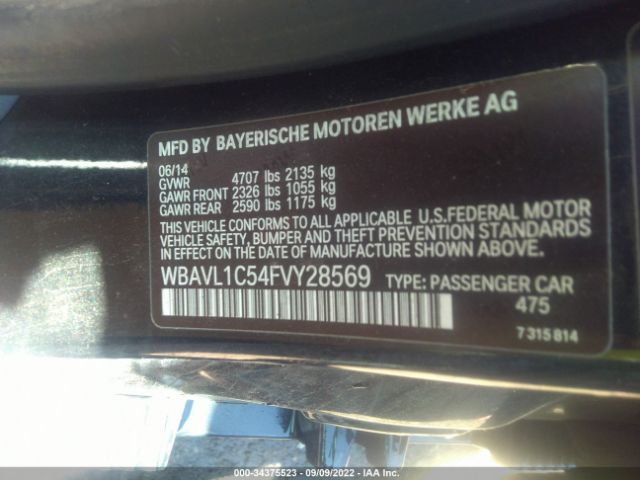 MFD BY BAYERISCHE MOTOREN WERKE AG
06/14
GVWR 4707 lbs 2135 kg
GAWR FRONT 2326 lbs 1055 kg
GAWR REAR 2590 lbs 1175 kg
THIS VEHICLE CONFORMS TO ALL APPLICABLE U.S.FEDERAL MOTOR
VEHICLE SAFETY, BUMPER AND THEFT PREVENTION STANDARDS
IN EFFECT ON THE DATE OF MANUFACTURE SHOWN ABOVE.
WBAVL1C54FVY28569 TYPE: PASSENGER CAR
475
7 315 814
000-34375523 - 09/09/2022 - IAA Inc.